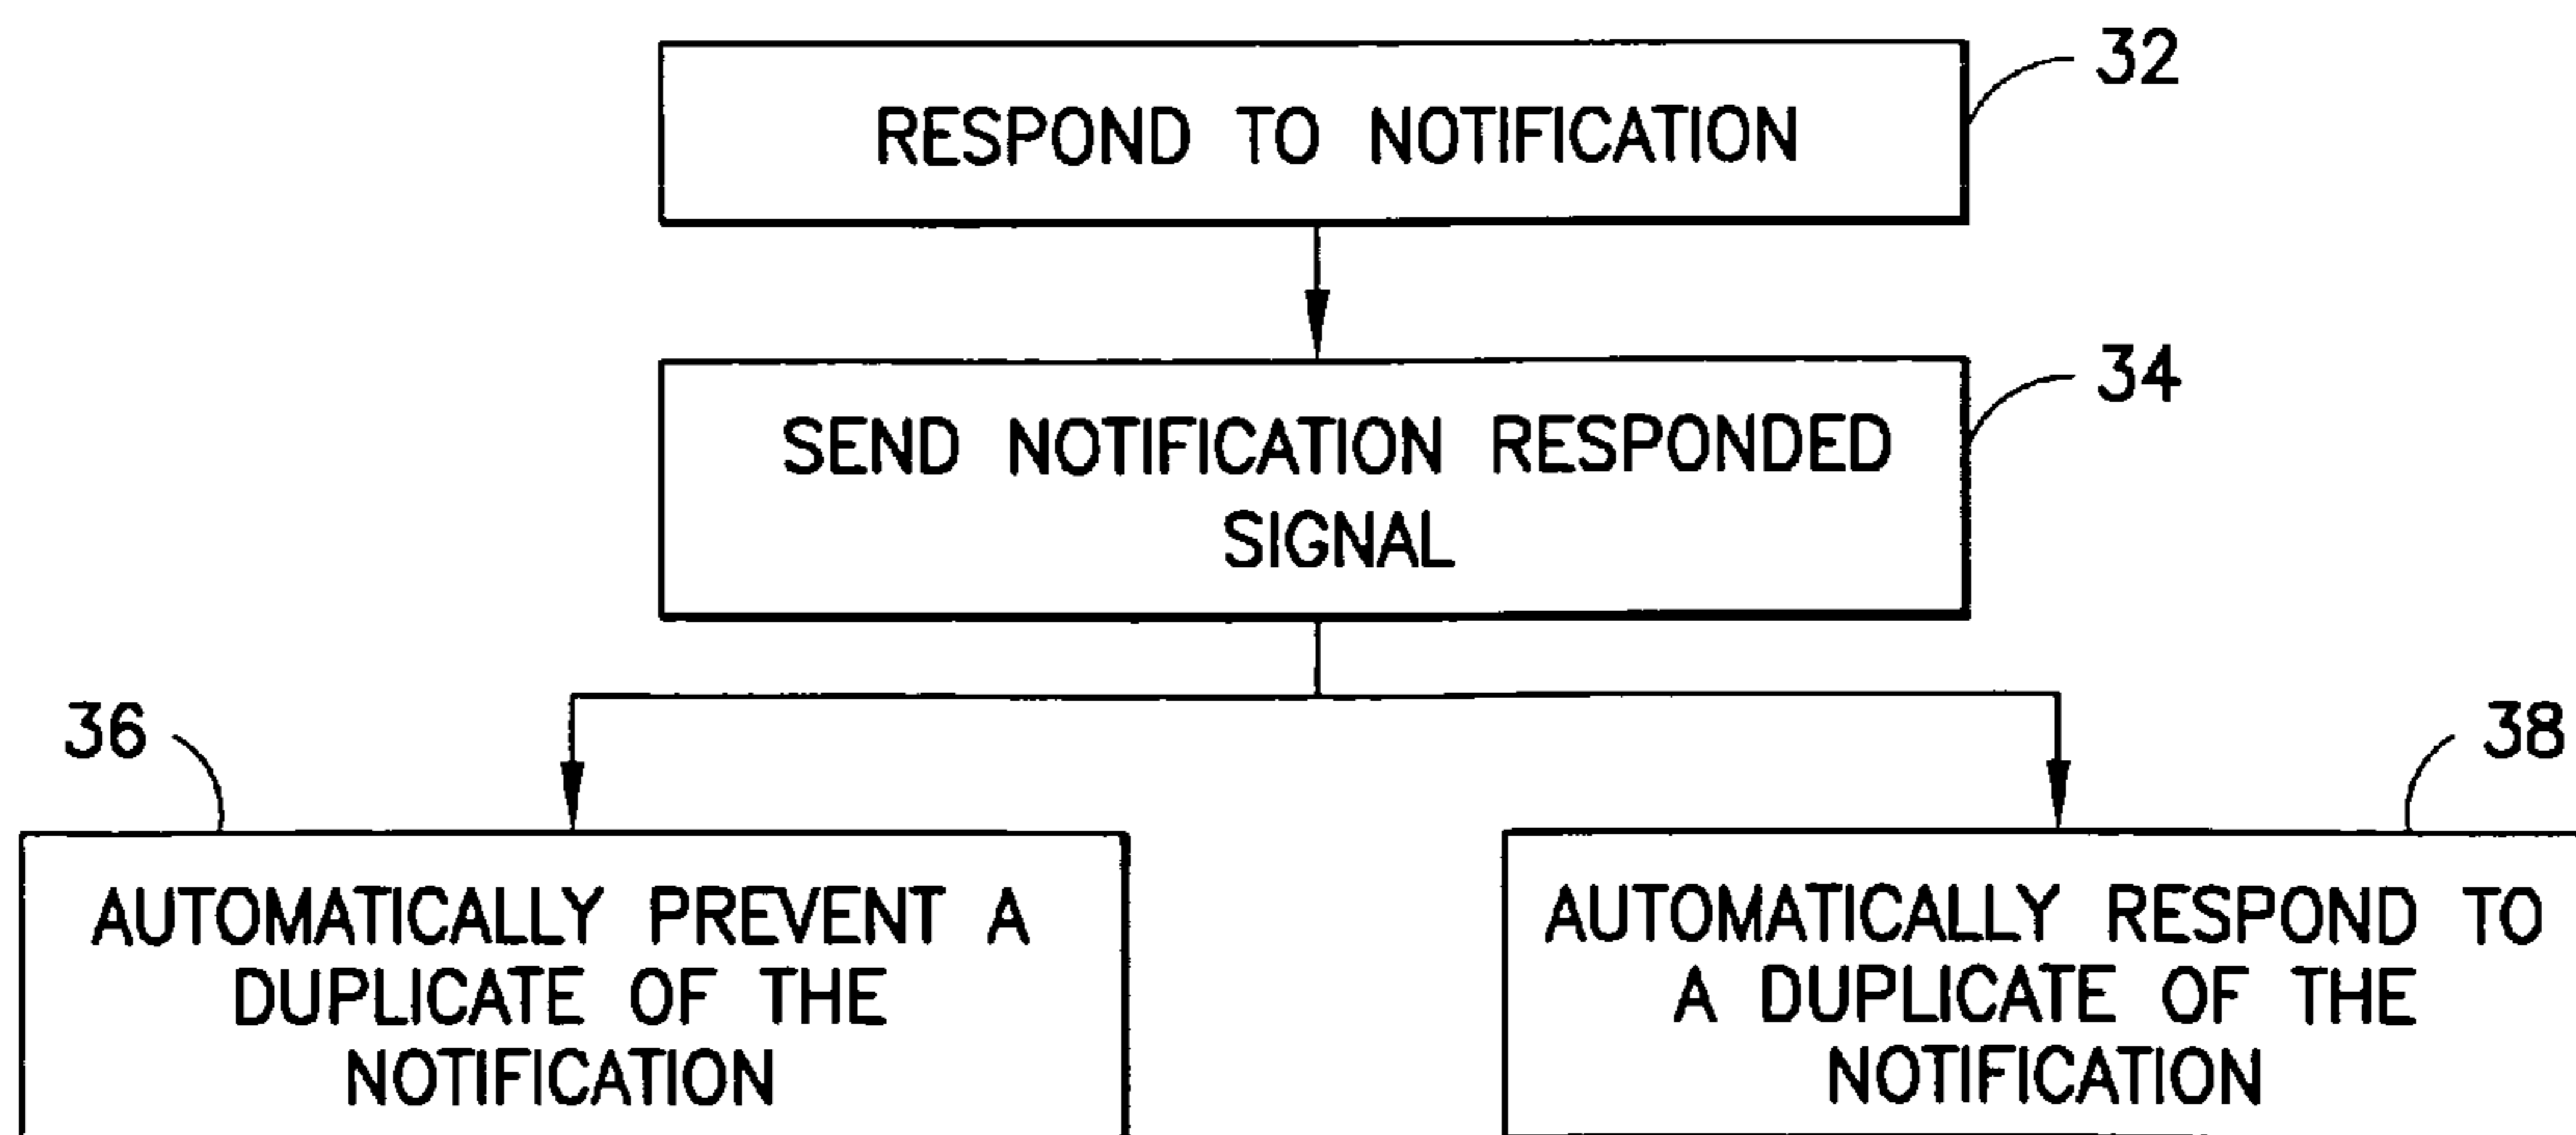 32
RESPOND TO NOTIFICATION
34
SEND NOTIFICATION RESPONDED
SIGNAL
36
AUTOMATICALLY PREVENT A
DUPLICATE OF THE
NOTIFICATION
38
AUTOMATICALLY RESPOND TO
A DUPLICATE OF THE
NOTIFICATION